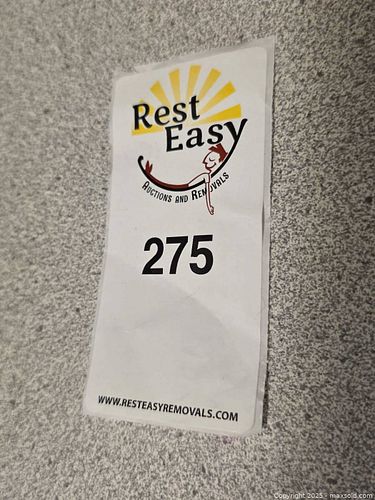 Rest
Easy
AUCTIONS AND REMOVALS
275
WWW.RESTEASYREMOVALS.COM
Copyright 2025 - maxsold.com